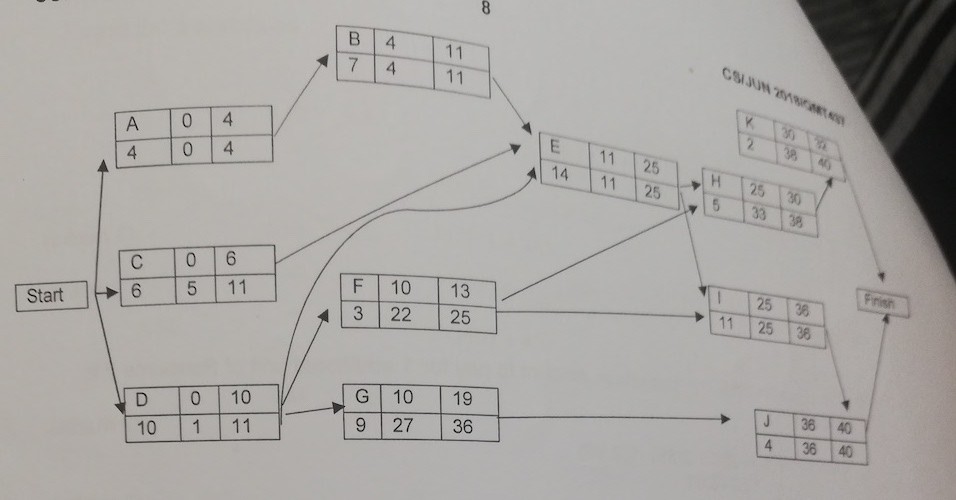 8
CS/JUN 2018/QMT437
B 4 11
7 4 11
A 0 4
4 0 4
K 30 32
2 38 40
E 11 25
14 11 25
H 25 30
5 33 38
C 0 6
6 5 11
Start
F 10 13
3 22 25
I 25 36
11 25 36
Finish
D 0 10
10 1 11
G 10 19
9 27 36
J 36 40
4 36 40